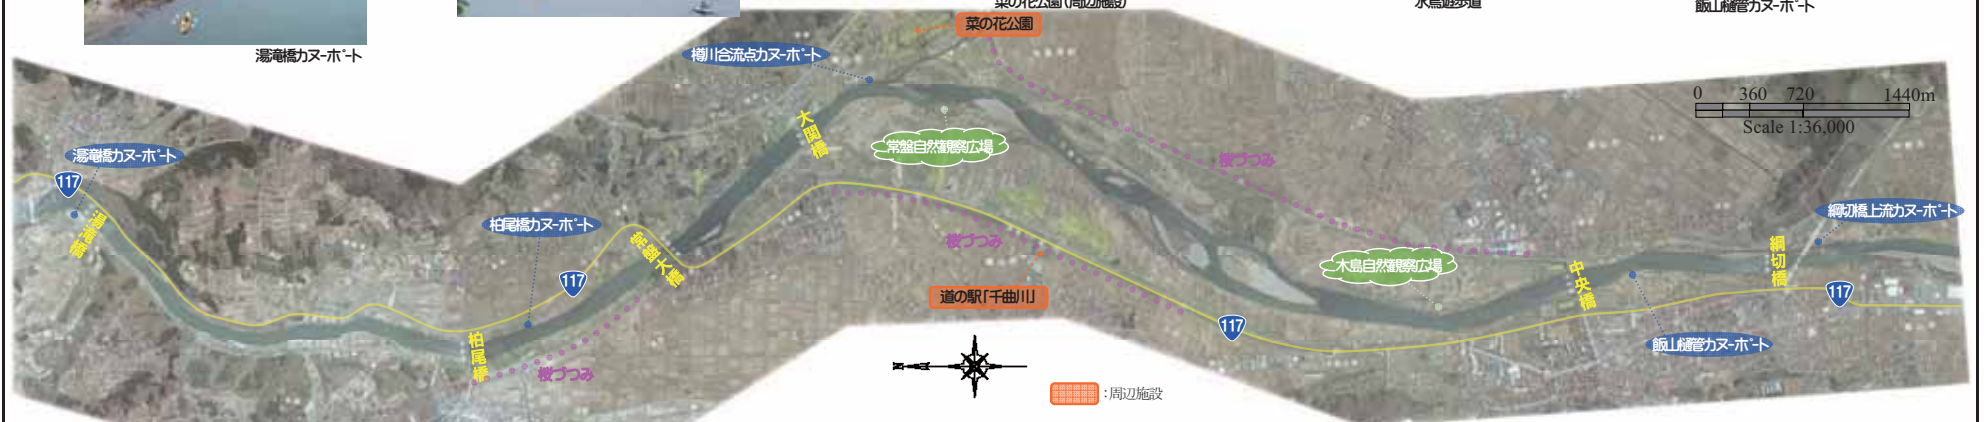 菜の花公園(周辺施設)
水鳥遊歩道
飯山樋管カヌーポート
湯滝橋カヌーポート
菜の花公園
樽川合流点カヌーポート
0 360 720 1440m
Scale 1:36,000
大関橋
常盤自然観察広場
湯滝橋カヌーポート
117
桜づつみ
湯滝橋
柏尾橋カヌーポート
綱切橋上流カヌーポート
常盤大橋
桜づつみ
綱切橋
木島自然観察広場
中央橋
117
道の駅「千曲川」
117
117
柏尾橋
飯山樋管カヌーポート
桜づつみ
:周辺施設